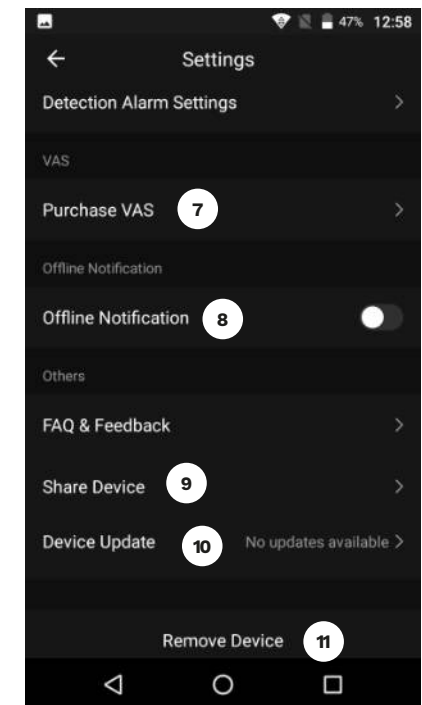 47% 12:58
Settings
Detection Alarm Settings
VAS
Purchase VAS 7
Offline Notification
Offline Notification 8
Others
FAQ & Feedback
Share Device 9
Device Update 10 No updates available
Remove Device 11